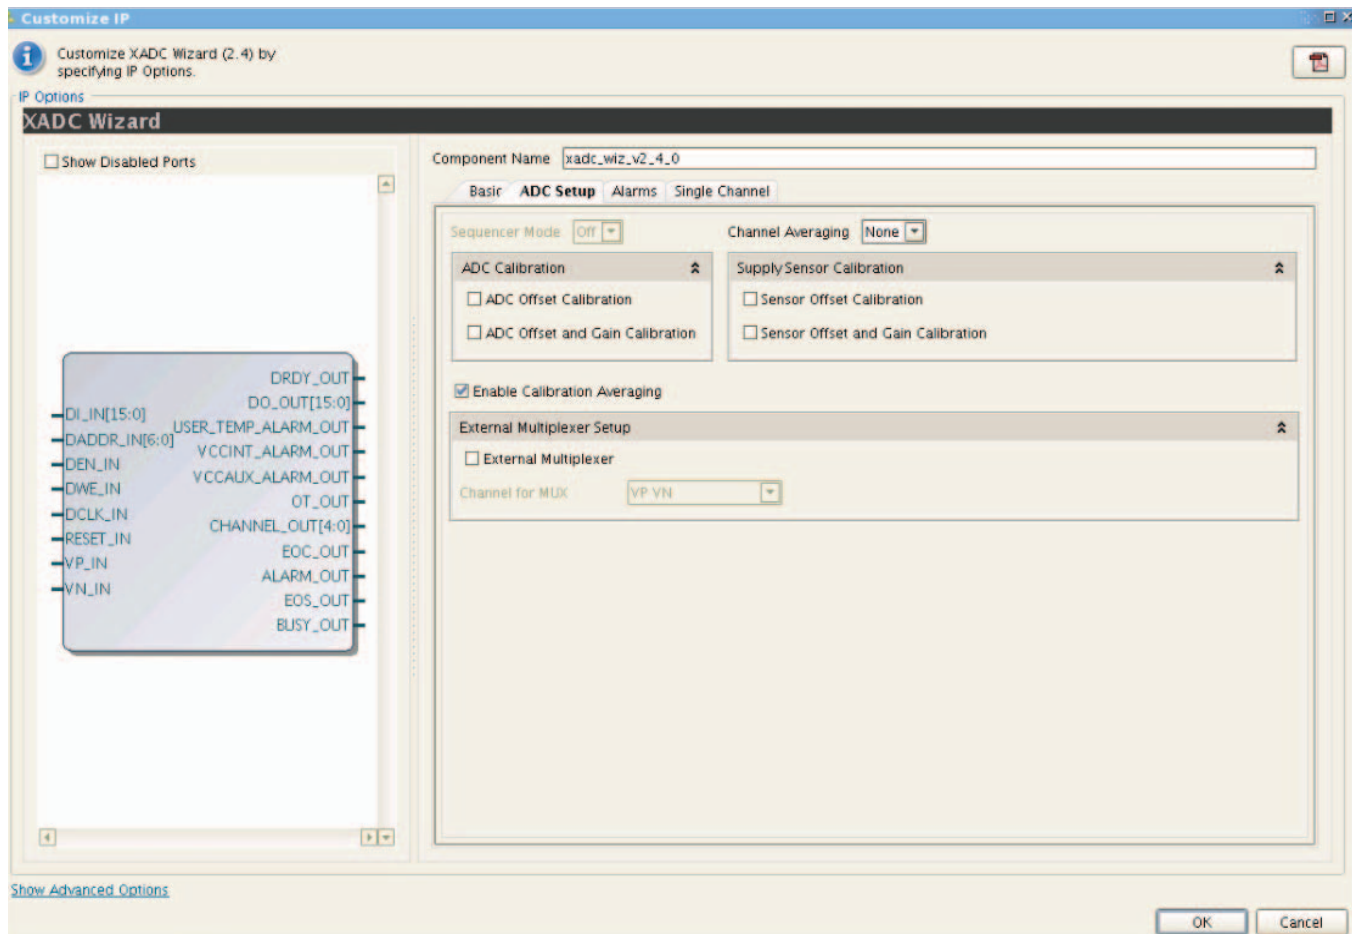 Customize IP
Customize XADC Wizard (2.4) by
specifying IP Options.
IP Options
XADC Wizard
Show Disabled Ports
DI_IN[15:0]
DADDR_IN[6:0]
DEN_IN
DWE_IN
DCLK_IN
RESET_IN
VP_IN
VN_IN
DRDY_OUT
DO_OUT[15:0]
USER_TEMP_ALARM_OUT
VCCINT_ALARM_OUT
VCCAUX_ALARM_OUT
OT_OUT
CHANNEL_OUT[4:0]
EOC_OUT
ALARM_OUT
EOS_OUT
BUSY_OUT
Component Name xadc_wiz_v2_4_0
Basic ADC Setup Alarms Single Channel
Sequencer Mode Off Channel Averaging None
ADC Calibration
ADC Offset Calibration
ADC Offset and Gain Calibration
Supply Sensor Calibration
Sensor Offset Calibration
Sensor Offset and Gain Calibration
Enable Calibration Averaging
External Multiplexer Setup
External Multiplexer
Channel for MUX VP VN
Show Advanced Options
OK Cancel